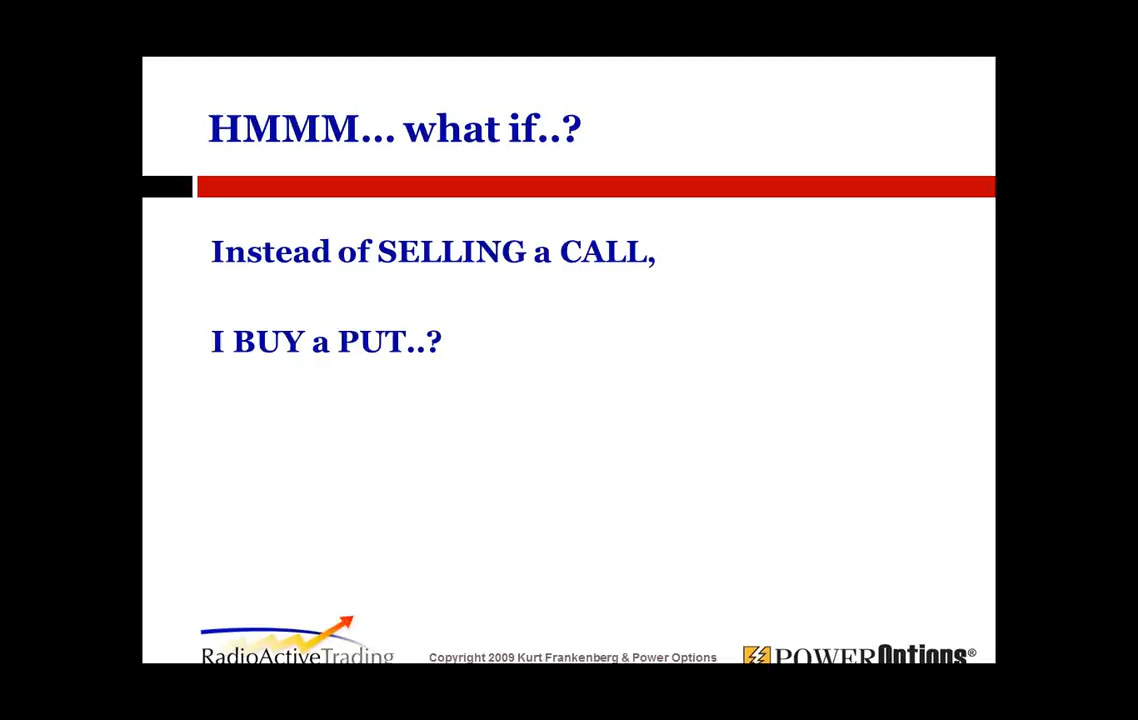 HMMM... what if..?
Instead of SELLING a CALL,
I BUY a PUT..?
RadioActiveTrading
Copyright 2009 Kurt Frankenberg & Power Options
POWEROptions®